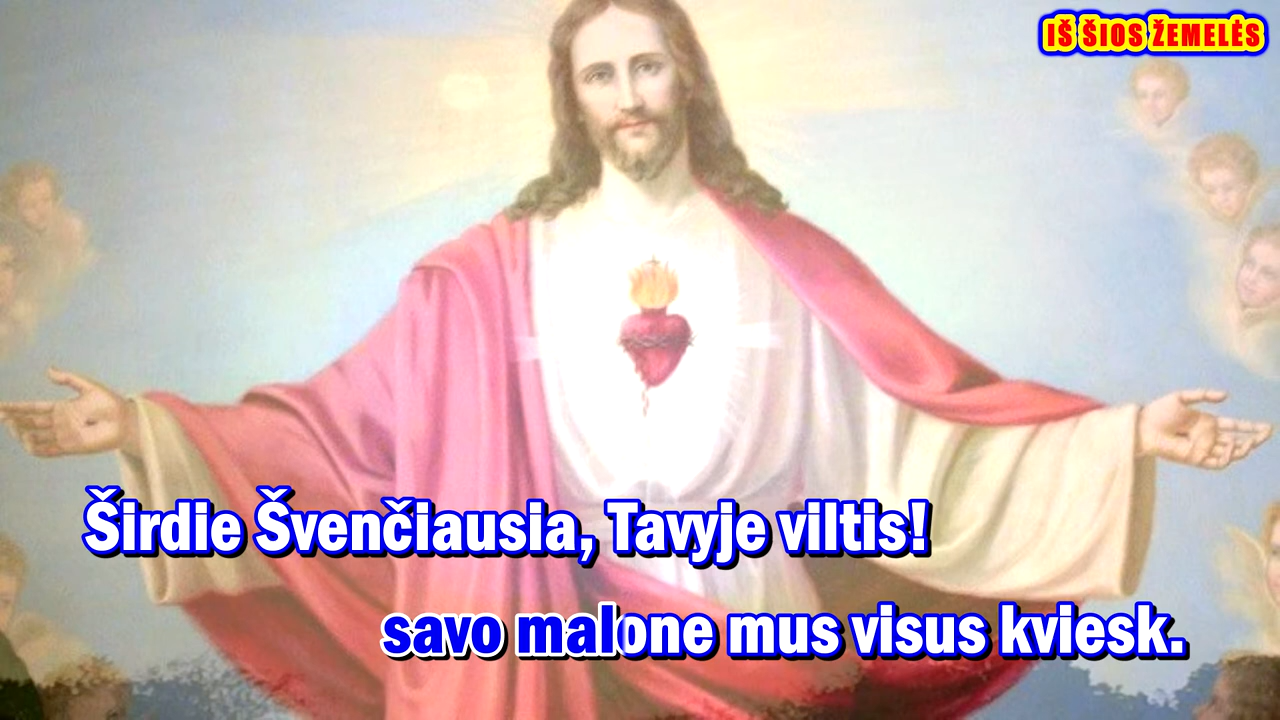 IŠ ŠIOS ŽEMELĖS
Širdie Švenčiausia, Tavyje viltis!
savo malone mus visus kviesk.